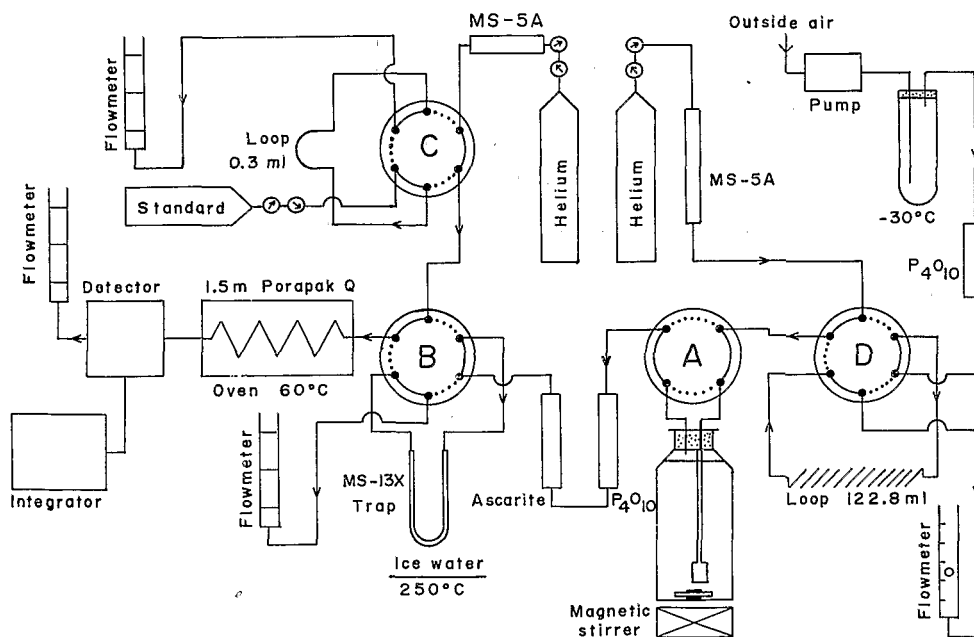 MS-5A
Outside air
Flowmeter
Pump
Loop
0.3 ml
C
Helium
Helium
MS-5A
-30°C
Standard
P4O10
Flowmeter
Detector
1.5m Porapak Q
B
A
D
Oven 60°C
Integrator
Flowmeter
MS-13X
Trap
Ascarite
P4O10
Loop 122.8 ml
Ice water
250°C
Flowmeter
Magnetic
stirrer